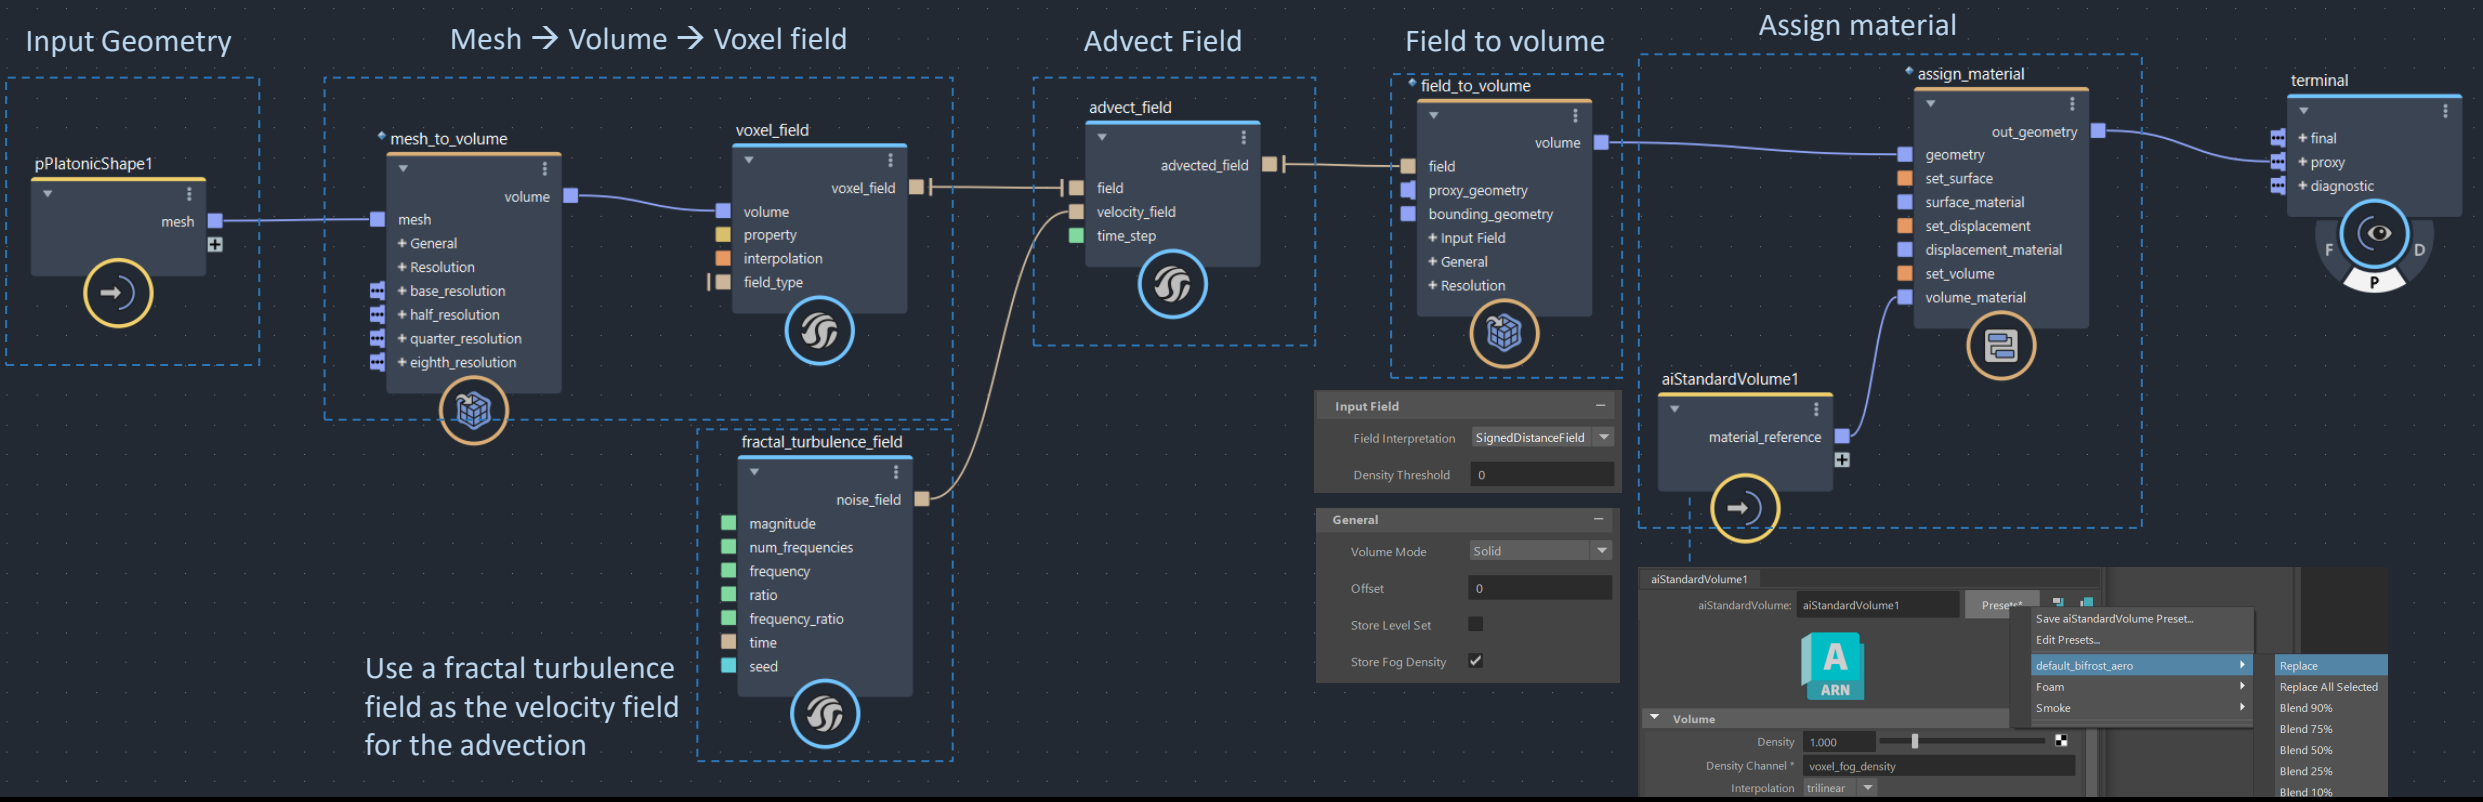 Input Geometry
Mesh → Volume → Voxel field
Advect Field
Field to volume
Assign material
pPlatonicShape1
mesh
mesh_to_volume
volume
mesh
+ General
+ Resolution
+ base_resolution
+ half_resolution
+ quarter_resolution
+ eighth_resolution
voxel_field
voxel_field
volume
property
interpolation
field_type
fractal_turbulence_field
noise_field
magnitude
num_frequencies
frequency
ratio
frequency_ratio
time
seed
Use a fractal turbulence
field as the velocity field
for the advection
advect_field
advected_field
field
velocity_field
time_step
field_to_volume
volume
field
proxy_geometry
bounding_geometry
+ Input Field
+ General
+ Resolution
Input Field
Field Interpretation SignedDistanceField
Density Threshold 0
General
Volume Mode Solid
Offset 0
Store Level Set
Store Fog Density
assign_material
out_geometry
geometry
set_surface
surface_material
set_displacement
displacement_material
set_volume
volume_material
aiStandardVolume1
material_reference
terminal
+ final
+ proxy
+ diagnostic
F
D
P
aiStandardVolume1
aiStandardVolume: aiStandardVolume1 Presets*
Save aiStandardVolume Preset...
Edit Presets...
default_bifrost_aero
Foam
Smoke
Replace
Replace All Selected
Blend 90%
Blend 75%
Blend 50%
Blend 25%
Blend 10%
A
ARN
Volume
Density 1.000
Density Channel * voxel_fog_density
Interpolation trilinear